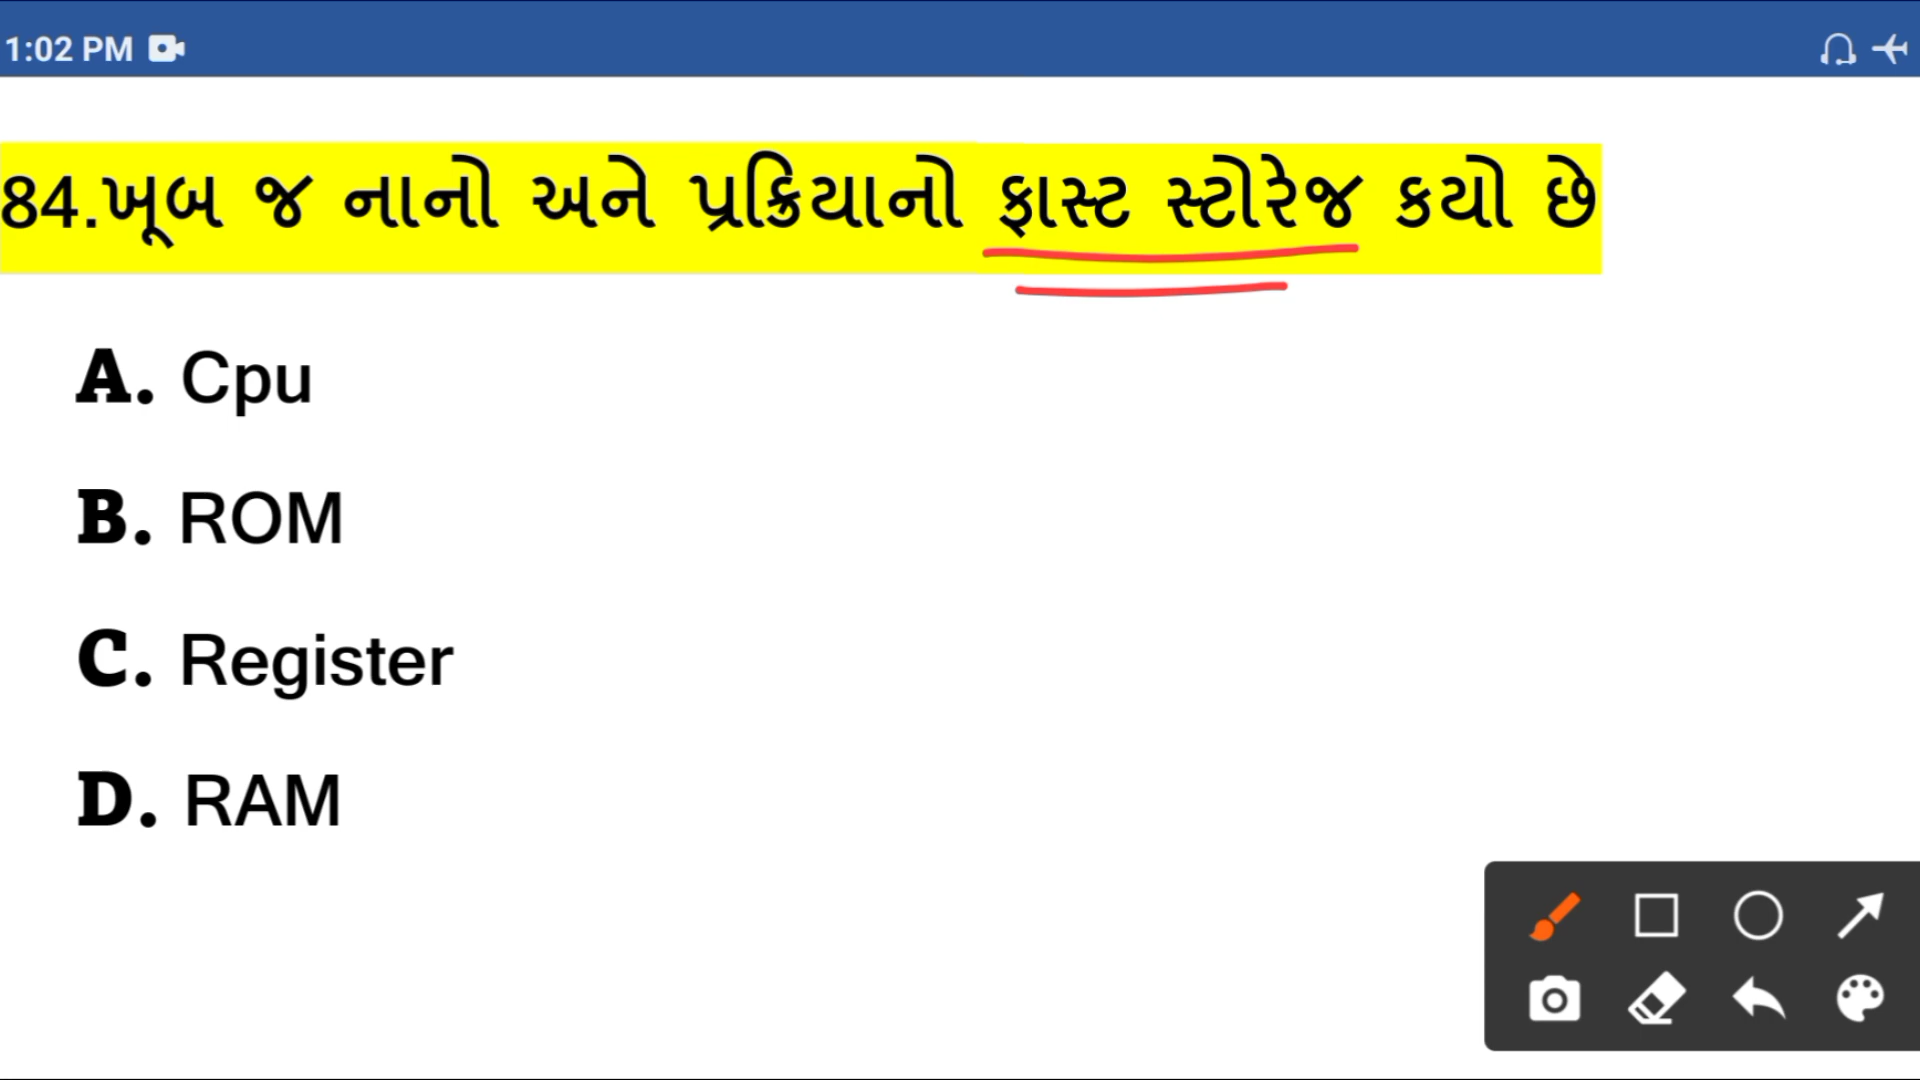 1:02 PM
84.ખૂબ જ નાનો અને પ્રક્રિયાનો ફાસ્ટ સ્ટોરેજ કયો છે
A. Cpu
B. ROM
C. Register
D. RAM